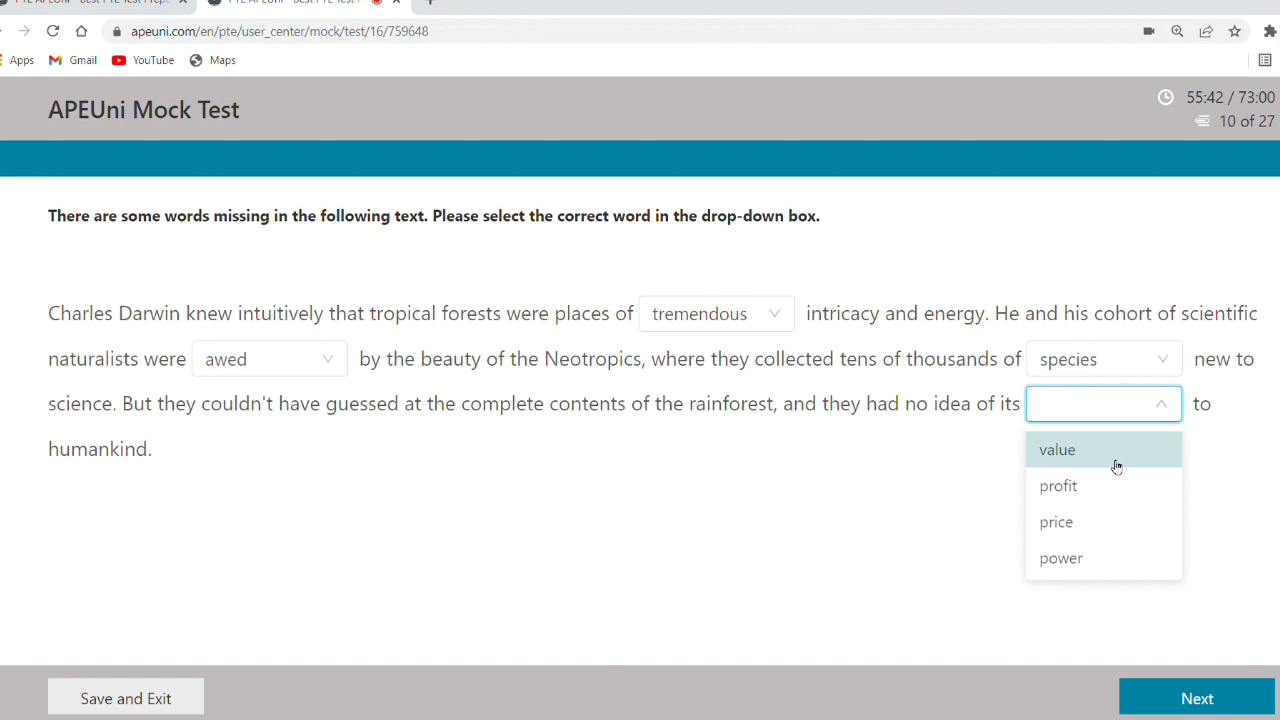 apeuni.com/en/pte/user_center/mock/test/16/759648
Apps Gmail YouTube Maps
APEUni Mock Test
55:42 / 73:00
10 of 27
There are some words missing in the following text. Please select the correct word in the drop-down box.
Charles Darwin knew intuitively that tropical forests were places of tremendous intricacy and energy. He and his cohort of scientific
naturalists were awed by the beauty of the Neotropics, where they collected tens of thousands of species new to
science. But they couldn't have guessed at the complete contents of the rainforest, and they had no idea of its to
humankind.
value
profit
price
power
Save and Exit Next